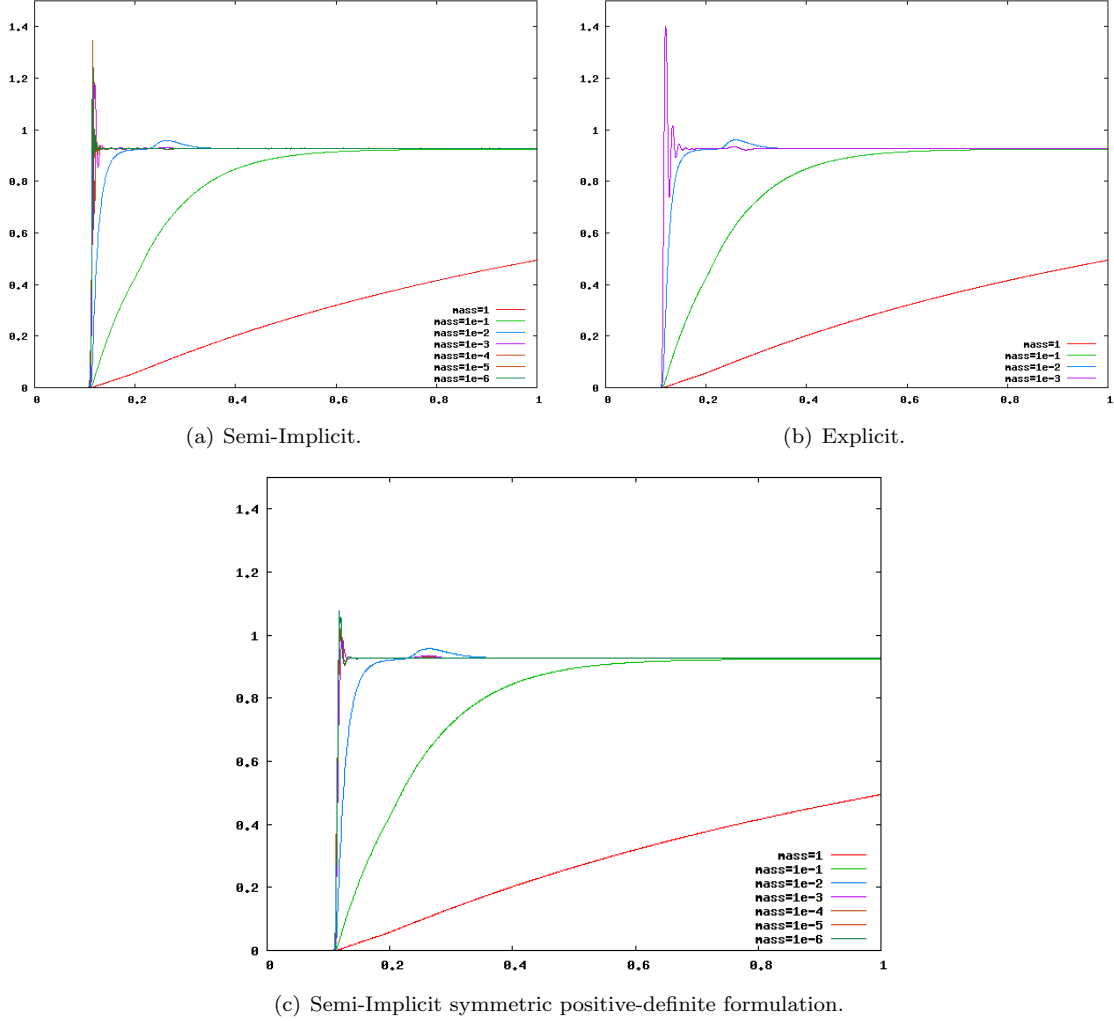 1.4
1.2
1
0.8
0.6
0.4
0.2
0
0 0.2 0.4 0.6 0.8 1
mass=1
mass=1e-1
mass=1e-2
mass=1e-3
mass=1e-4
mass=1e-5
mass=1e-6
(a) Semi-Implicit.
1.4
1.2
1
0.8
0.6
0.4
0.2
0
0 0.2 0.4 0.6 0.8 1
mass=1
mass=1e-1
mass=1e-2
mass=1e-3
(b) Explicit.
1.4
1.2
1
0.8
0.6
0.4
0.2
0
0 0.2 0.4 0.6 0.8 1
mass=1
mass=1e-1
mass=1e-2
mass=1e-3
mass=1e-4
mass=1e-5
mass=1e-6
(c) Semi-Implicit symmetric positive-definite formulation.